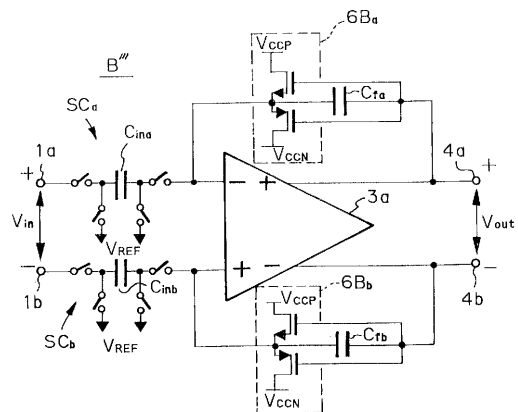 6Ba
VCCP
B‴
SCa
Cfa
Cina
VCCN
1a
+
− +
3a
4a
+
Vin
VREF
Vout
−
+ −
−
1b
Cinb
6Bb
4b
VCCP
SCb
VREF
Cfb
VCCN